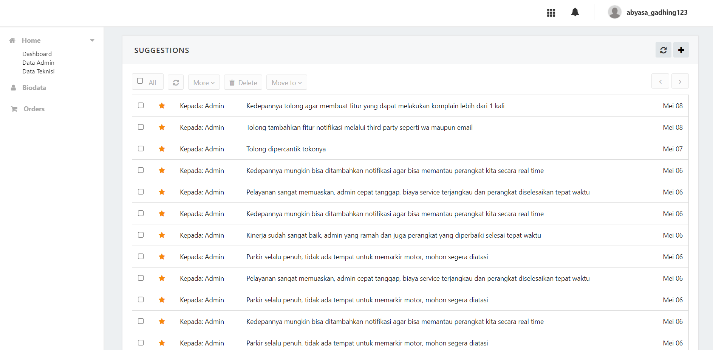 abyasa_gadhing123
Home
Dashboard
Data Admin
Data Teknisi
Biodata
Orders
SUGGESTIONS
All
More
Delete
Move to
Kepada: Admin Kedepannya tolong agar membuat fitur yang dapat melakukan komplain lebih dari 1 kali Mei 08
Kepada: Admin Tolong tambahkan fitur notifikasi melalui third party seperti wa maupun email Mei 08
Kepada: Admin Tolong dipercantik tokonya Mei 07
Kepada: Admin Kedepannya mungkin bisa ditambahkan notifikasi agar bisa memantau perangkat kita secara real time Mei 06
Kepada: Admin Pelayanan sangat memuaskan, admin cepat tanggap, biaya service terjangkau dan perangkat diselesaikan tepat waktu Mei 06
Kepada: Admin Kedepannya mungkin bisa ditambahkan notifikasi agar bisa memantau perangkat kita secara real time Mei 06
Kepada: Admin Kinerja sudah sangat baik, admin yang ramah dan juga perangkat yang diperbaiki selesai tepat waktu Mei 06
Kepada: Admin Parkir selalu penuh, tidak ada tempat untuk memarkir motor, mohon segera diatasi Mei 06
Kepada: Admin Pelayanan sangat memuaskan, admin cepat tanggap, biaya service terjangkau dan perangkat diselesaikan tepat waktu Mei 06
Kepada: Admin Parkir selalu penuh, tidak ada tempat untuk memarkir motor, mohon segera diatasi Mei 06
Kepada: Admin Kedepannya mungkin bisa ditambahkan notifikasi agar bisa memantau perangkat kita secara real time Mei 06
Kepada: Admin Parkir selalu penuh, tidak ada tempat untuk memarkir motor, mohon segera diatasi Mei 06